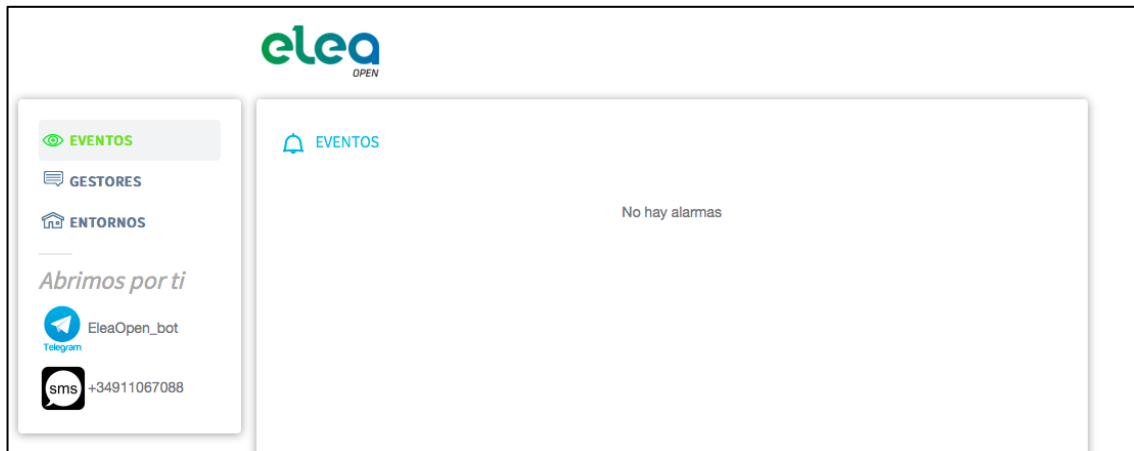 elea
OPEN
EVENTOS
GESTORES
ENTORNOS
Abrimos por ti
Telegram
EleaOpen_bot
sms
+34911067088
EVENTOS
No hay alarmas